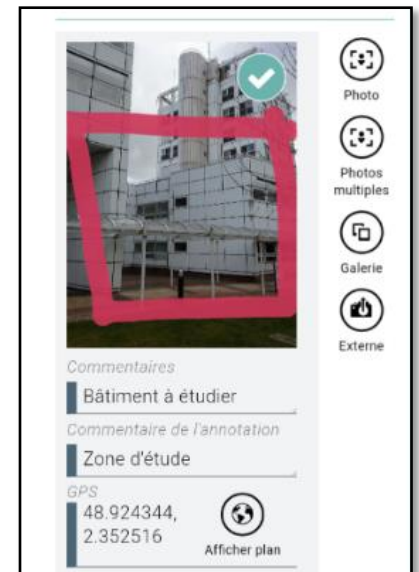 Photo
Photos
multiples
Galerie
Externe
Commentaires
Bâtiment à étudier
Commentaire de l'annotation
Zone d'étude
GPS
48.924344,
2.352516
Afficher plan